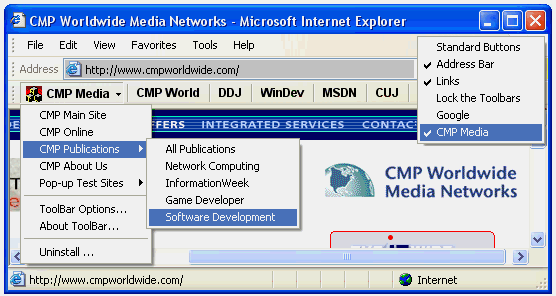 CMP Worldwide Media Networks - Microsoft Internet Explorer
File Edit View Favorites Tools Help
Address http://www.cmpworldwide.com/
CMP Media CMP World DDJ WinDev MSDN CUJ
Standard Buttons
Address Bar
Links
Lock the Toolbars
Google
CMP Media
FERS INTEGRATED SERVICES CONTAC
CMP Main Site
CMP Online
CMP Publications
CMP About Us
Pop-up Test Sites
ToolBar Options...
About ToolBar...
Uninstall ...
All Publications
Network Computing
InformationWeek
Game Developer
Software Development
CMP Worldwide
Media Networks
http://www.cmpworldwide.com/ Internet